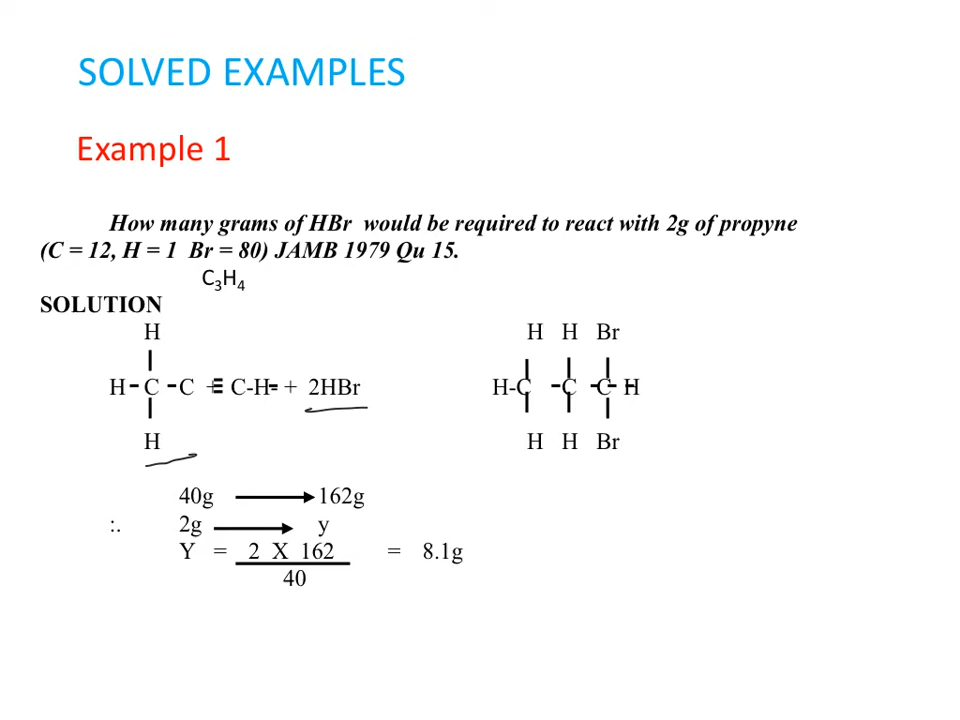 SOLVED EXAMPLES
Example 1
How many grams of HBr would be required to react with 2g of propyne
(C = 12, H = 1 Br = 80) JAMB 1979 Qu 15.
C₃H₄
SOLUTION
H H H Br
H - C - C + ≡ C-H= + 2HBr H-C - C - C - H
H H H Br
40g → 162g
:. 2g → y
Y = 2 X 162 = 8.1g
40